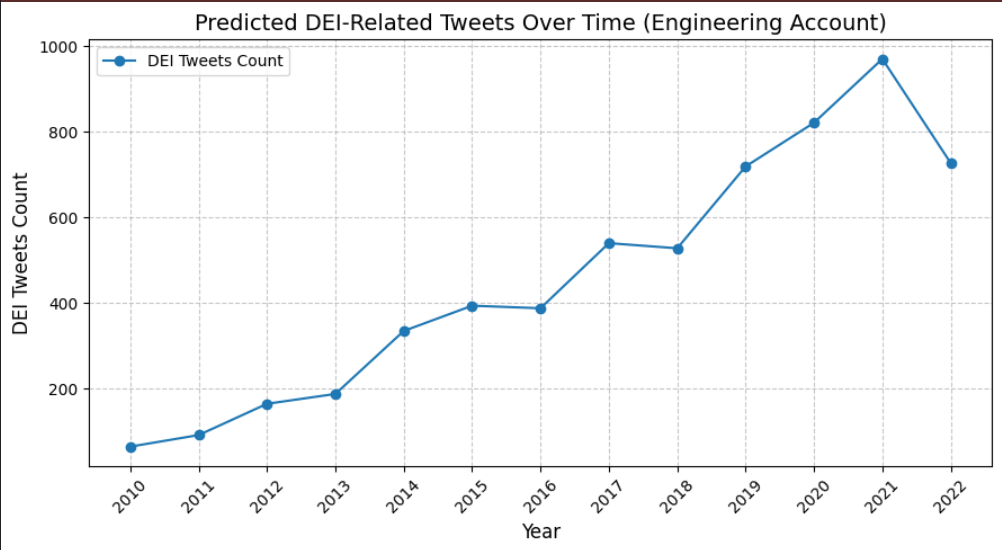 Predicted DEI-Related Tweets Over Time (Engineering Account)
DEI Tweets Count
1000
800
600
400
200
DEI Tweets Count
2010 2011 2012 2013 2014 2015 2016 2017 2018 2019 2020 2021 2022
Year